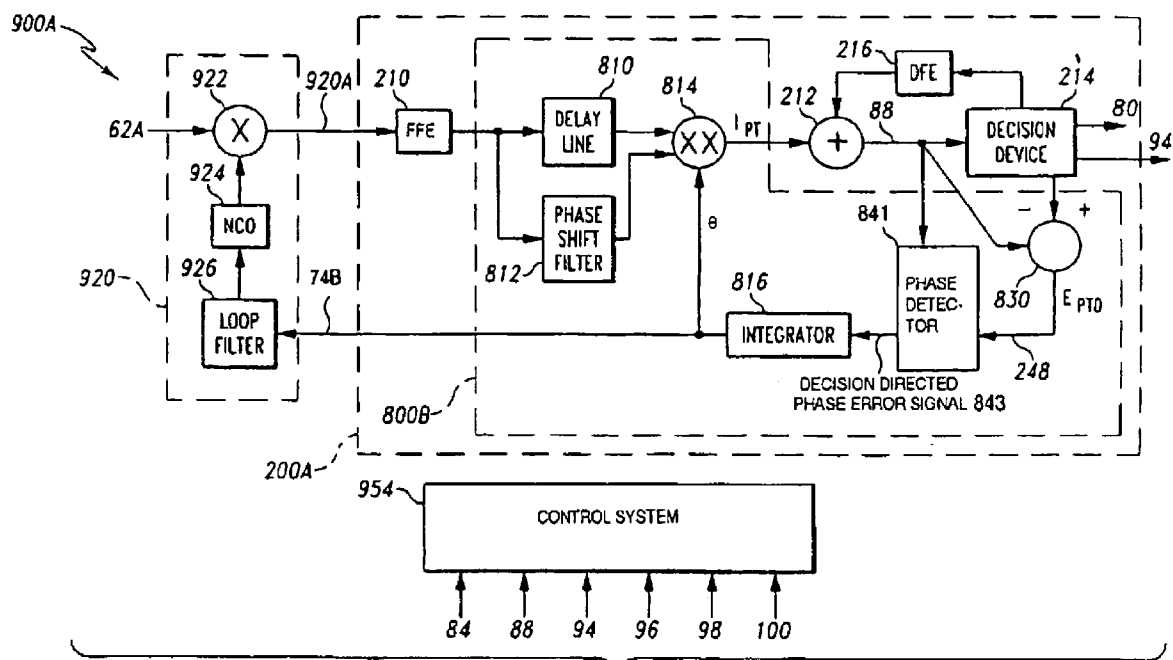 900A
922
920A
62A
X
924
NCO
926
920
LOOP
FILTER
74B
210
FFE
810
DELAY
LINE
814
XX
I PT
PHASE
SHIFT
FILTER
812
θ
216
DFE
212
+
88
214'
DECISION
DEVICE
80
94
841
− +
830
E PTD
PHASE
DETEC-
TOR
816
INTEGRATOR
248
DECISION DIRECTED
PHASE ERROR SIGNAL 843
800B
200A
954
CONTROL SYSTEM
84 88 94 96 98 100